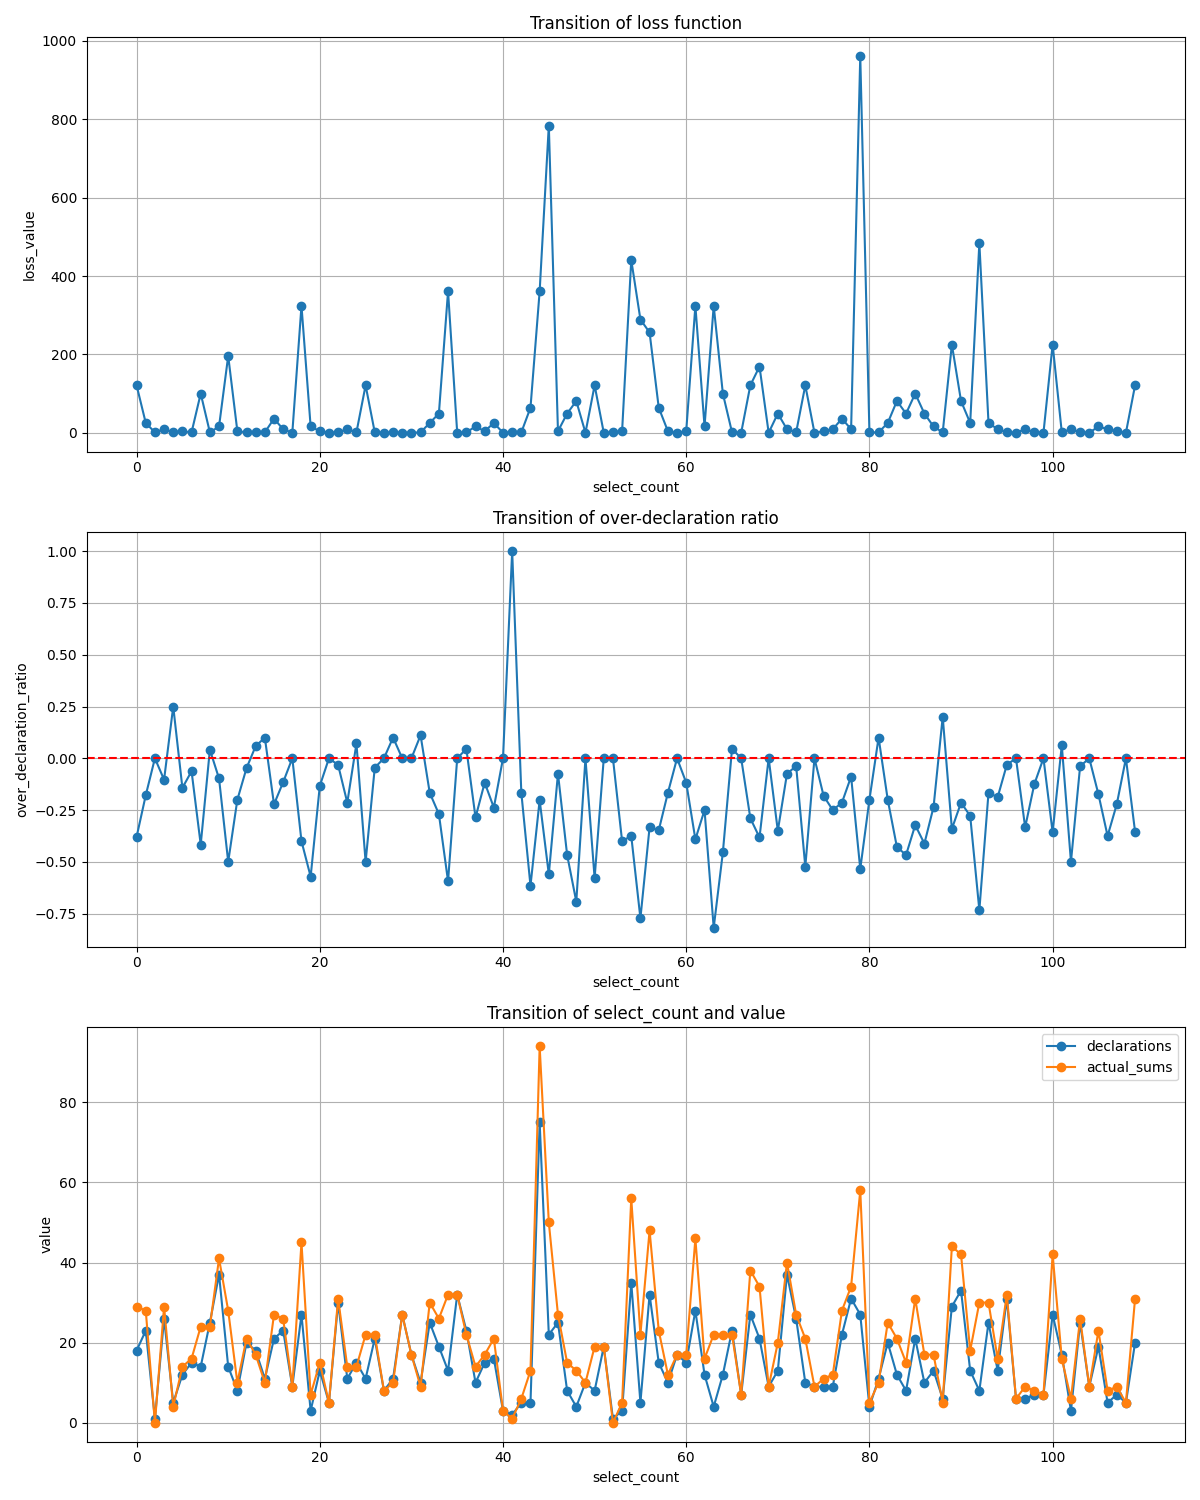 Transition of loss function
1000
800
600
400
200
0
loss_value
0 20 40 60 80 100
select_count
Transition of over-declaration ratio
1.00
0.75
0.50
0.25
0.00
−0.25
−0.50
−0.75
over_declaration_ratio
0 20 40 60 80 100
select_count
Transition of select_count and value
declarations
actual_sums
80
60
40
20
0
value
0 20 40 60 80 100
select_count